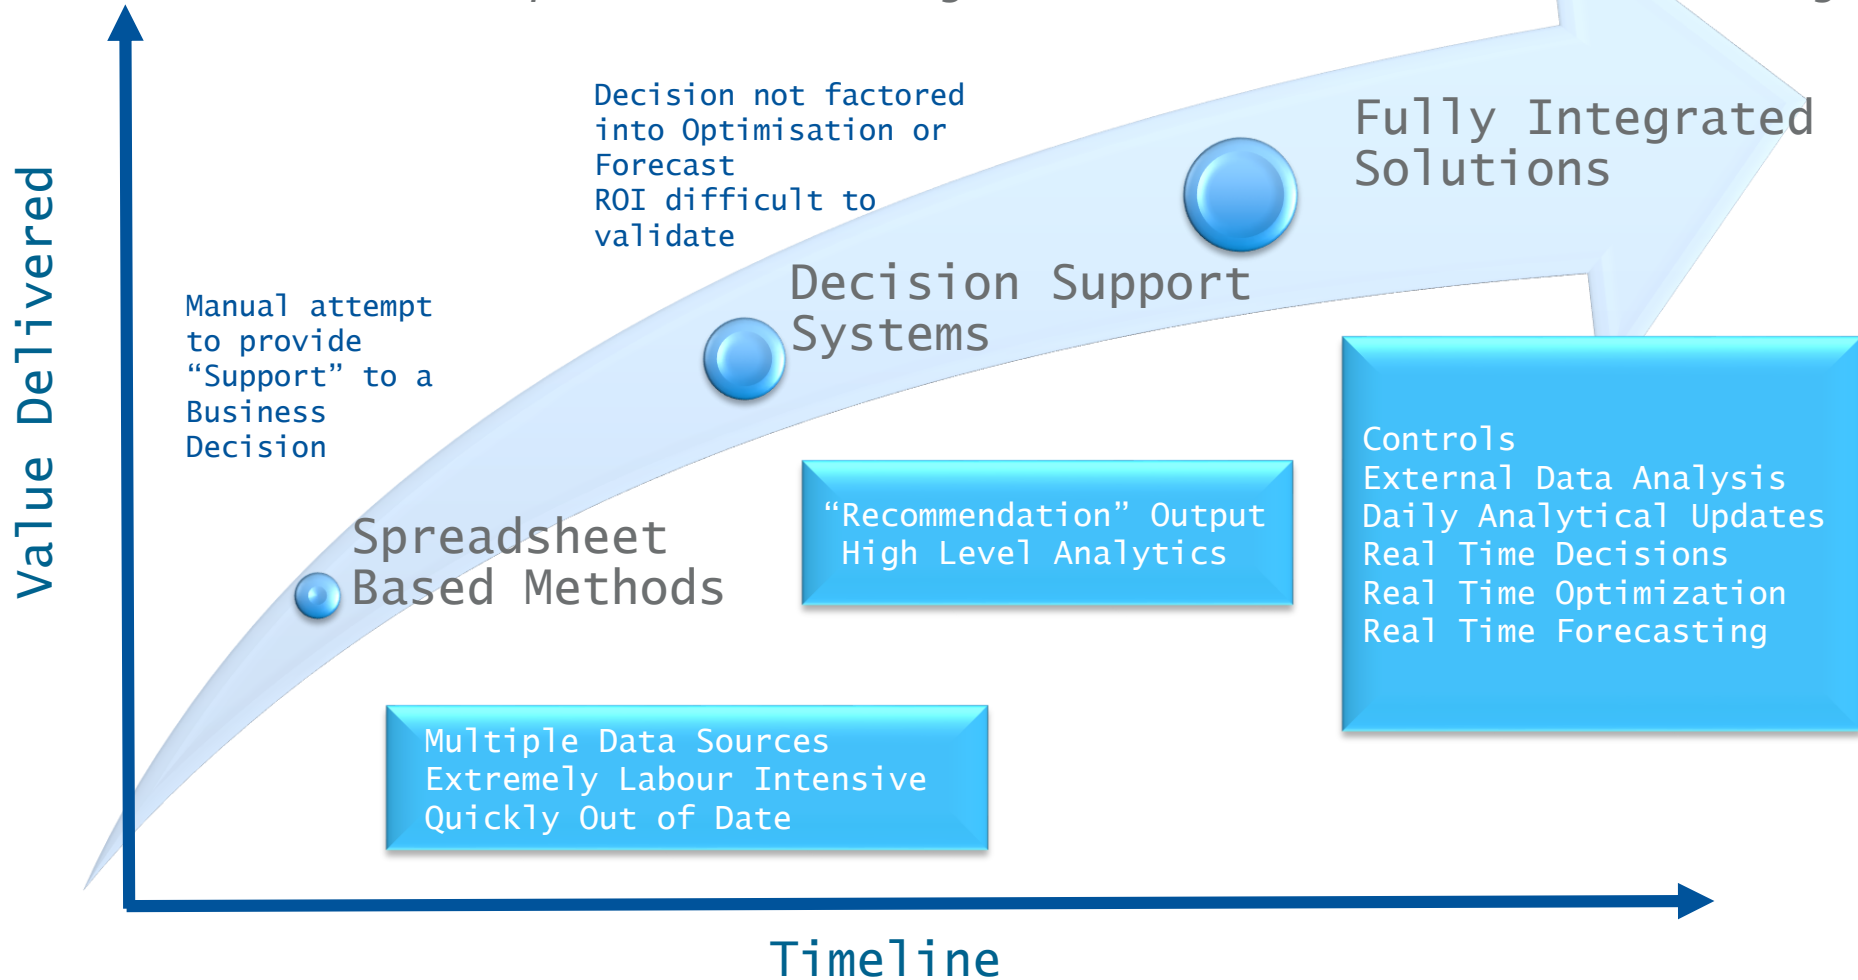 Decision not factored
into Optimisation or
Forecast
ROI difficult to
validate
Fully Integrated
Solutions
Manual attempt
to provide
“Support” to a
Business
Decision
Decision Support
Systems
Spreadsheet
Based Methods
“Recommendation” Output
High Level Analytics
Controls
External Data Analysis
Daily Analytical Updates
Real Time Decisions
Real Time Optimization
Real Time Forecasting
Multiple Data Sources
Extremely Labour Intensive
Quickly Out of Date
Value Delivered
Timeline